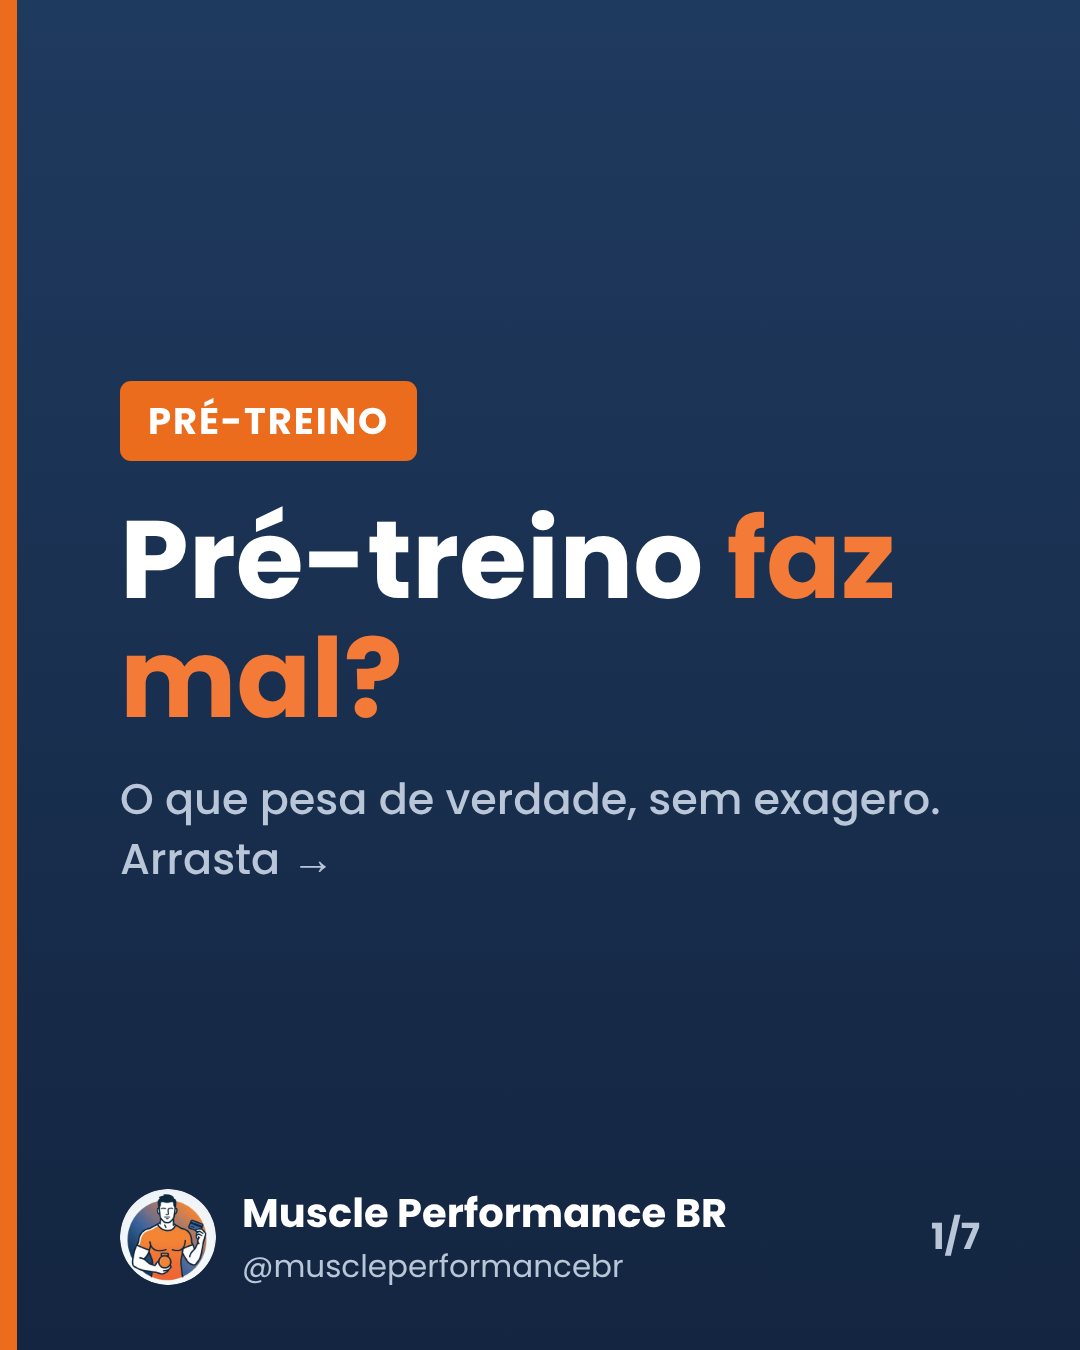 PRÉ-TREINO
Pré-treino faz
mal?
O que pesa de verdade, sem exagero.
Arrasta →
Muscle Performance BR
@muscleperformancebr
1/7